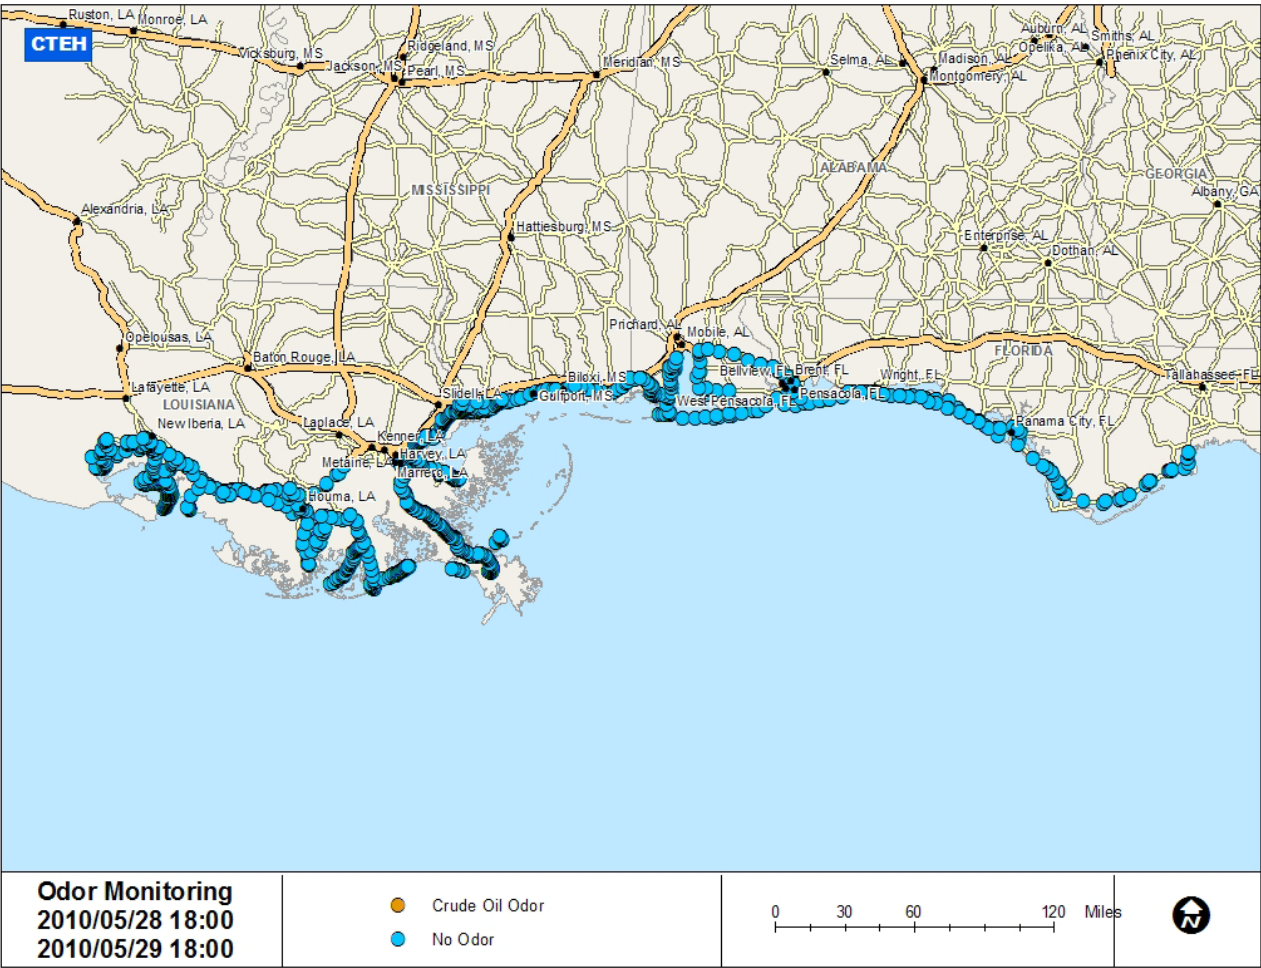 Ruston, LA
Monroe, LA
CTEH
Vicksburg, MS
Ridgeland, MS
Jackson, MS
Pearl, MS
Meridian, MS
Selma, AL
Auburn, AL
Smiths, AL
Opelika, AL
Phenix City, AL
Madison, AL
Montgomery, AL
ALABAMA
GEORGIA
MISSISSIPPI
Albany, GA
Alexandria, LA
Hattiesburg, MS
Enterprise, AL
Dothan, AL
Prichard, AL
Mobile, AL
Opelousas, LA
Baton Rouge, LA
FLORIDA
Bellview, FL
Brent, FL
Wright, FL
Tallahassee, FL
Biloxi, MS
Lafayette, LA
LOUISIANA
Slidell, LA
Gulfport, MS
West Pensacola, FL
Pensacola, FL
New Iberia, LA
Laplace, LA
Panama City, FL
Kenner, LA
Harvey, LA
Metairie, LA
Marrero, LA
Houma, LA
Odor Monitoring
2010/05/28 18:00
2010/05/29 18:00
Crude Oil Odor
No Odor
0 30 60 120 Miles
N